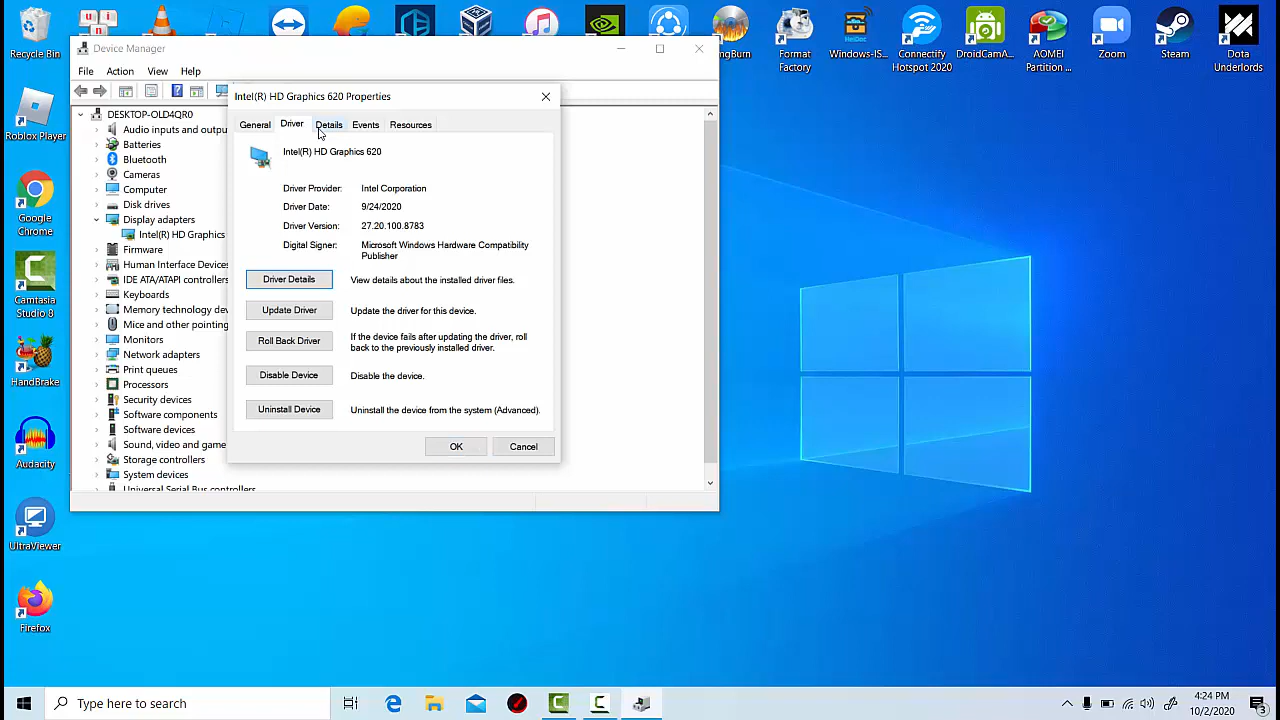 Recycle Bin
ngBurn
Format
Factory
Windows-IS...
Connectify
Hotspot 2020
DroidCamA...
AOMEI
Partition ...
Zoom
Steam
Dota
Underlords
Device Manager
File Action View Help
DESKTOP-OLD4QR0
Audio inputs and outpu
Batteries
Bluetooth
Cameras
Computer
Disk drives
Display adapters
Intel(R) HD Graphics
Firmware
Human Interface Devices
IDE ATA/ATAPI controllers
Keyboards
Memory technology dev
Mice and other pointing
Monitors
Network adapters
Print queues
Processors
Security devices
Software components
Software devices
Sound, video and game
Storage controllers
System devices
Universal Serial Bus controllers
Intel(R) HD Graphics 620 Properties
General Driver Details Events Resources
Intel(R) HD Graphics 620
Driver Provider: Intel Corporation
Driver Date: 9/24/2020
Driver Version: 27.20.100.8783
Digital Signer: Microsoft Windows Hardware Compatibility
Publisher
Driver Details View details about the installed driver files.
Update Driver Update the driver for this device.
Roll Back Driver If the device fails after updating the driver, roll
back to the previously installed driver.
Disable Device Disable the device.
Uninstall Device Uninstall the device from the system (Advanced).
OK Cancel
Roblox Player
Google
Chrome
Camtasia
Studio 8
HandBrake
Audacity
UltraViewer
Firefox
Type here to search
4:24 PM
10/2/2020
3